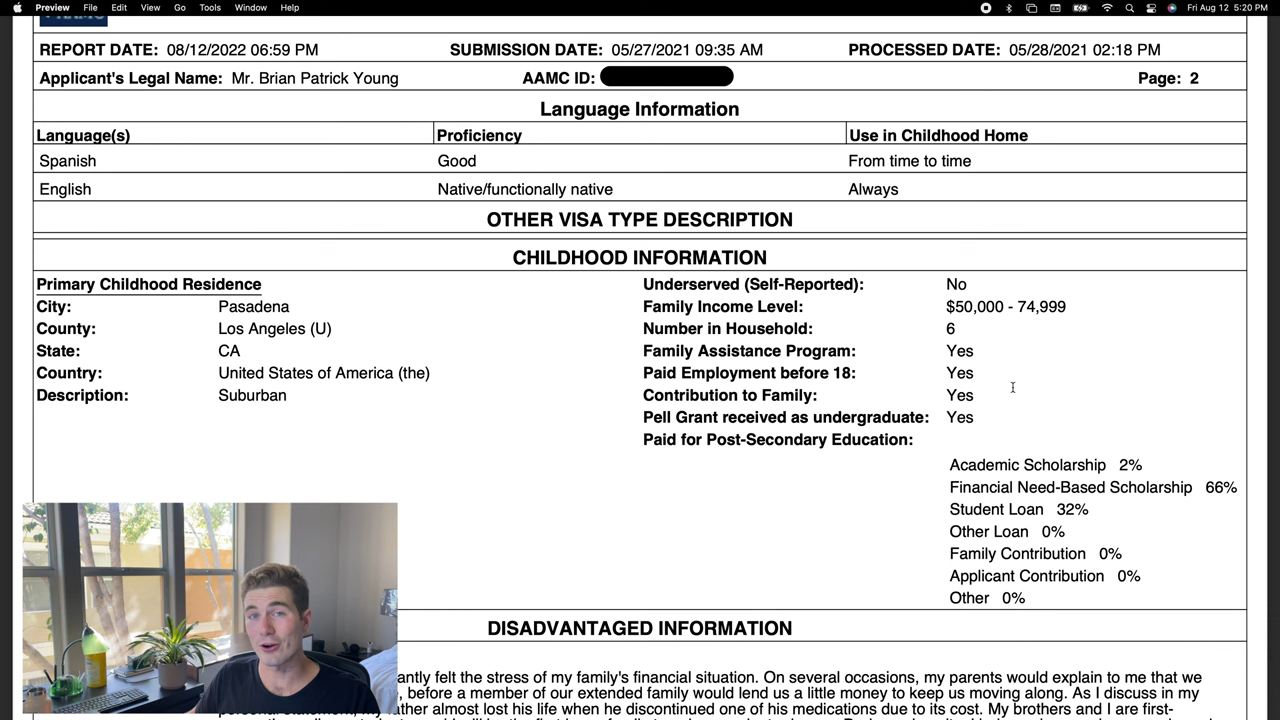 Preview File Edit View Go Tools Window Help Fri Aug 12 5:20 PM
REPORT DATE: 08/12/2022 06:59 PM SUBMISSION DATE: 05/27/2021 09:35 AM PROCESSED DATE: 05/28/2021 02:18 PM
Applicant's Legal Name: Mr. Brian Patrick Young AAMC ID: Page: 2
Language Information
Language(s) Proficiency Use in Childhood Home
Spanish Good From time to time
English Native/functionally native Always
OTHER VISA TYPE DESCRIPTION
CHILDHOOD INFORMATION
Primary Childhood Residence Underserved (Self-Reported): No
City: Pasadena Family Income Level: $50,000 - 74,999
County: Los Angeles (U) Number in Household: 6
State: CA Family Assistance Program: Yes
Country: United States of America (the) Paid Employment before 18: Yes
Description: Suburban Contribution to Family: Yes
Pell Grant received as undergraduate: Yes
Paid for Post-Secondary Education:
Academic Scholarship 2%
Financial Need-Based Scholarship 66%
Student Loan 32%
Other Loan 0%
Family Contribution 0%
Applicant Contribution 0%
Other 0%
DISADVANTAGED INFORMATION
antly felt the stress of my family's financial situation. On several occasions, my parents would explain to me that we
, before a member of our extended family would lend us a little money to keep us moving along. As I discuss in my
father almost lost his life when he discontinued one of his medications due to its cost. My brothers and I are first-